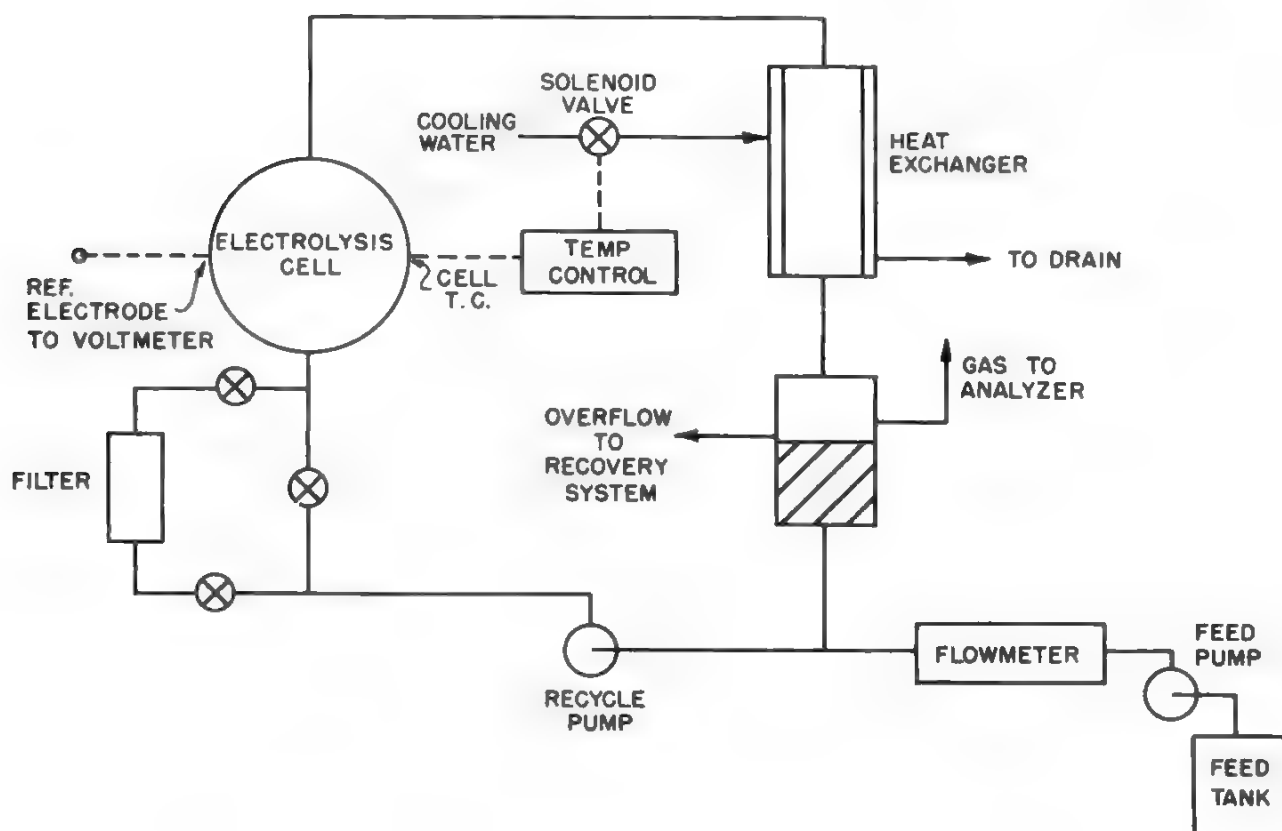 SOLENOID
VALVE
COOLING
WATER
HEAT
EXCHANGER
ELECTROLYSIS
CELL
TEMP
CONTROL
CELL
T.C.
TO DRAIN
REF.
ELECTRODE
TO VOLTMETER
GAS TO
ANALYZER
OVERFLOW
TO
RECOVERY
SYSTEM
FILTER
FLOWMETER
FEED
PUMP
RECYCLE
PUMP
FEED
TANK